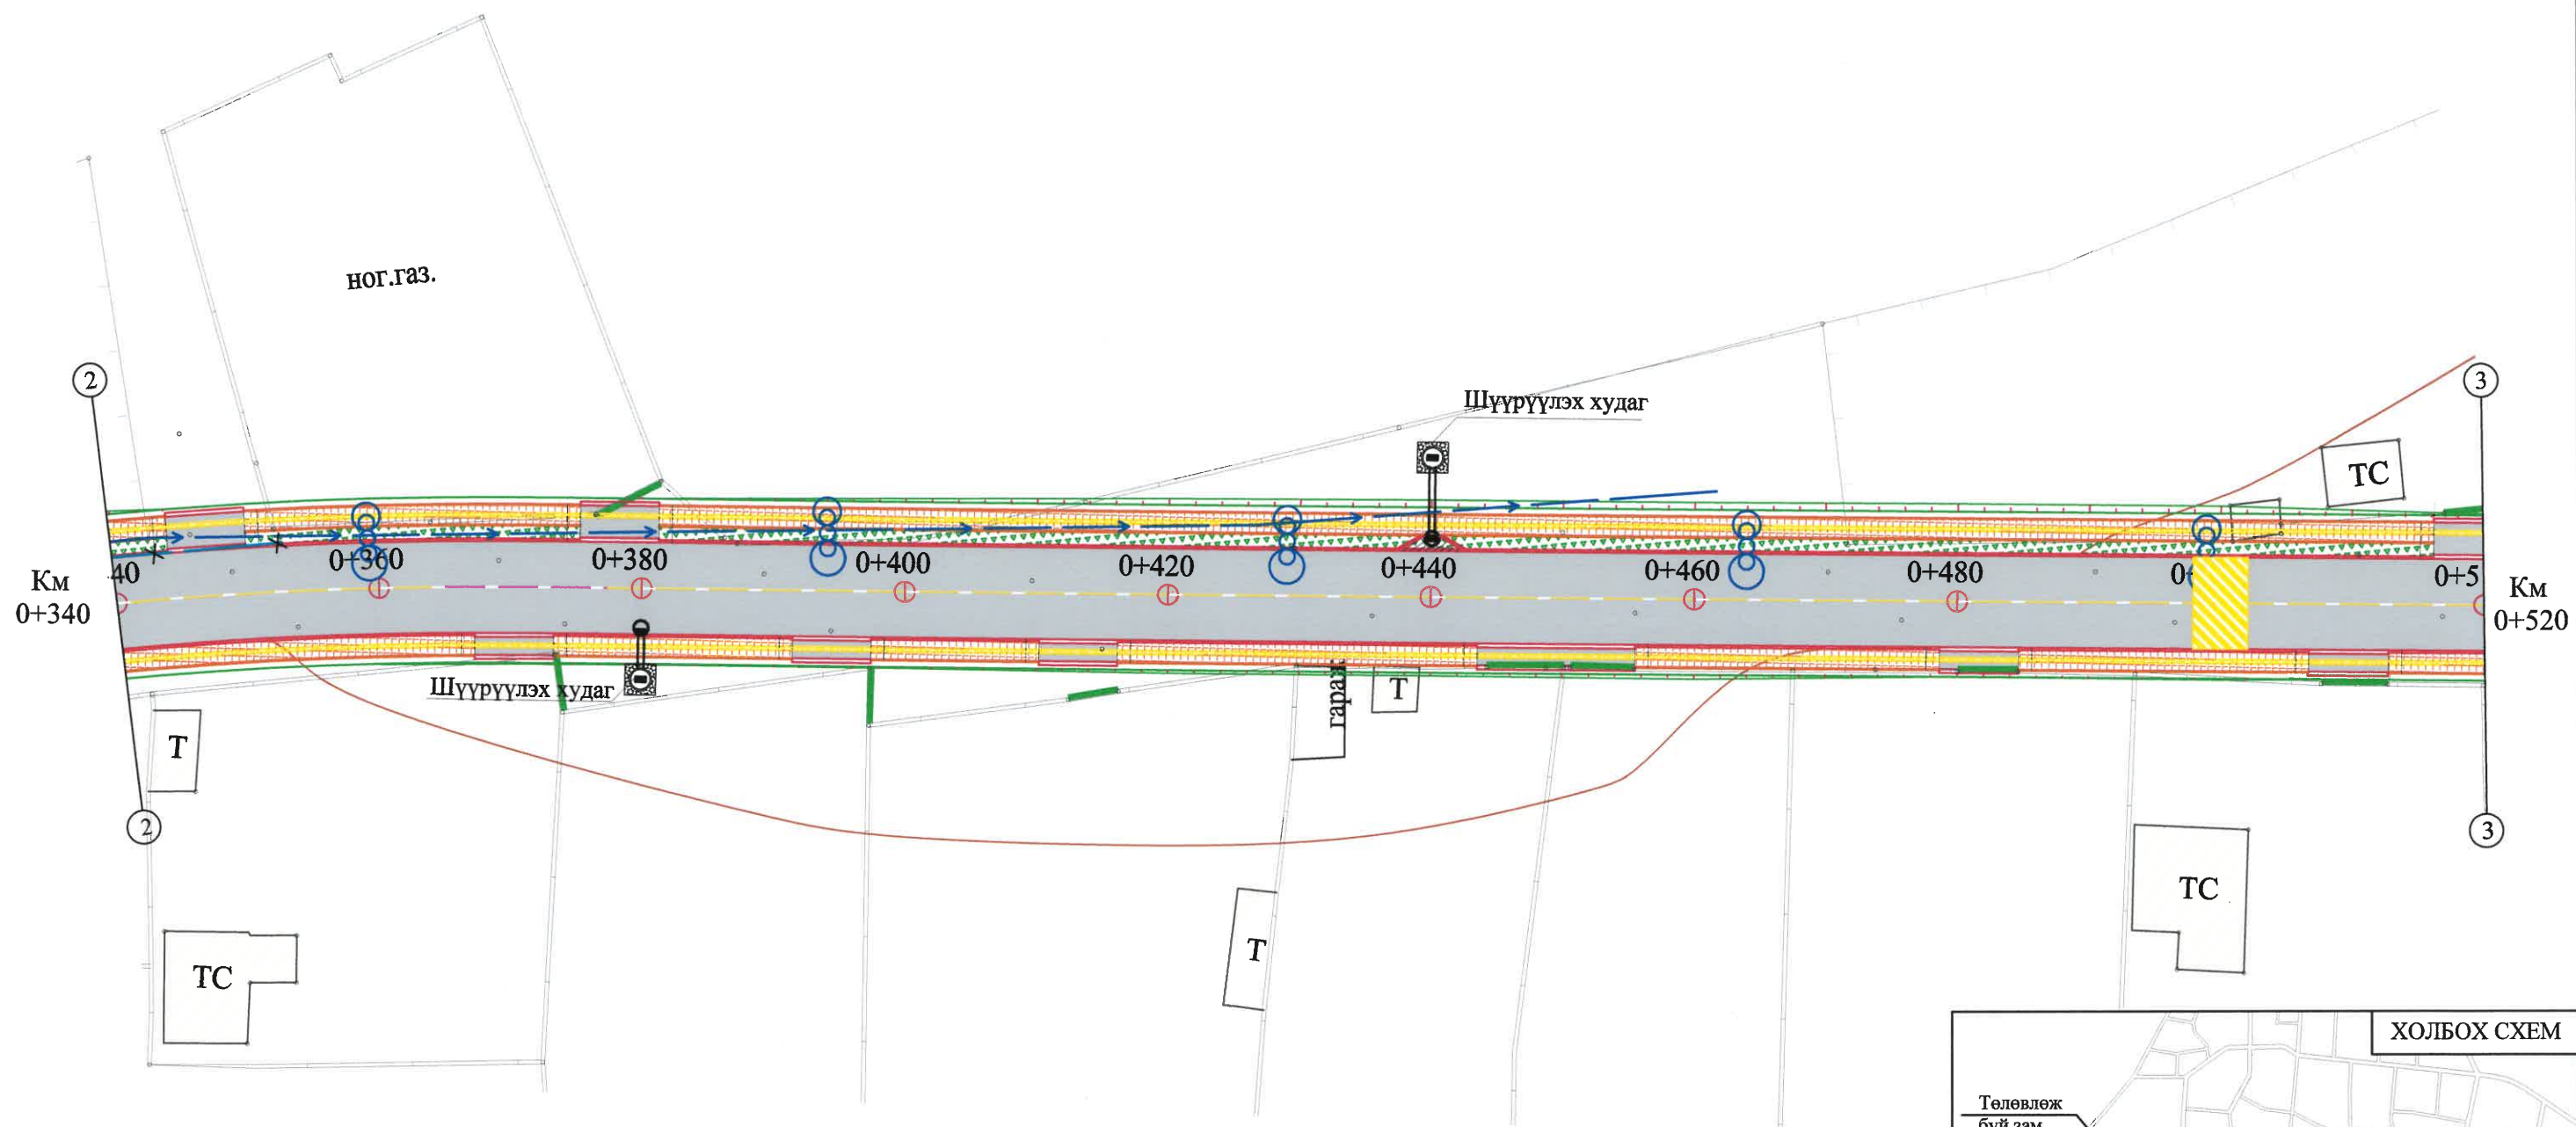 ног.газ.
2
3
Шүүрүүлэх худаг
ТС
Км
0+340
40
0+360
0+380
0+400
0+420
0+440
0+460
0+480
0+5
Км
0+520
Шүүрүүлэх худаг
гараж
Т
Т
2
3
ТС
Т
ТС
ХОЛБОХ СХЕМ
Төлөвлөж
буй зам